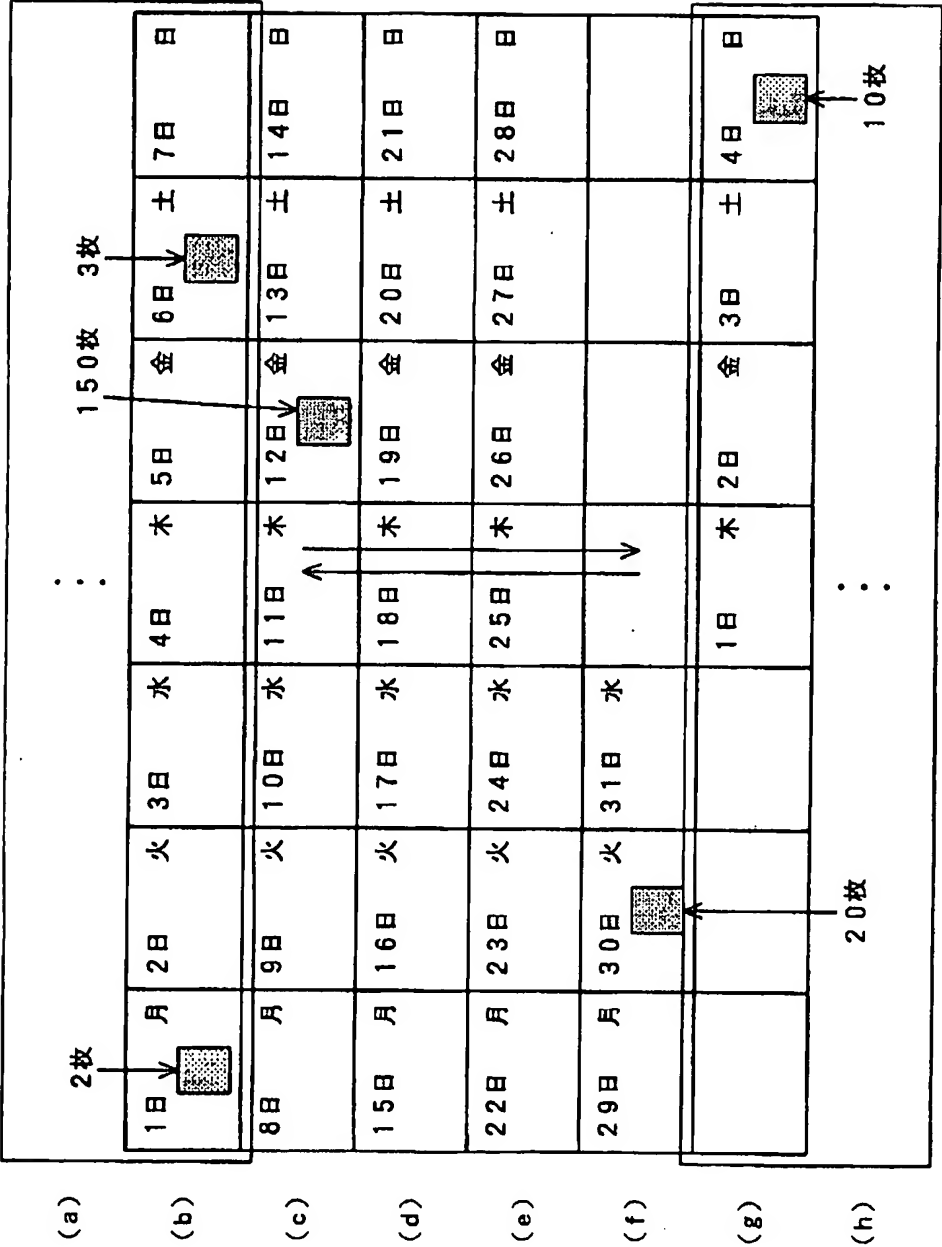 (a)
︙
2枚
150枚
3枚
(b)
1日 月
2日 火
3日 水
4日 木
5日 金
6日 土
7日 日
(c)
8日 月
9日 火
10日 水
11日 木
12日 金
13日 土
14日 日
(d)
15日 月
16日 火
17日 水
18日 木
19日 金
20日 土
21日 日
(e)
22日 月
23日 火
24日 水
25日 木
26日 金
27日 土
28日 日
(f)
29日 月
30日 火
31日 水
(g)
1日 木
2日 金
3日 土
4日 日
(h)
20枚
︙
10枚